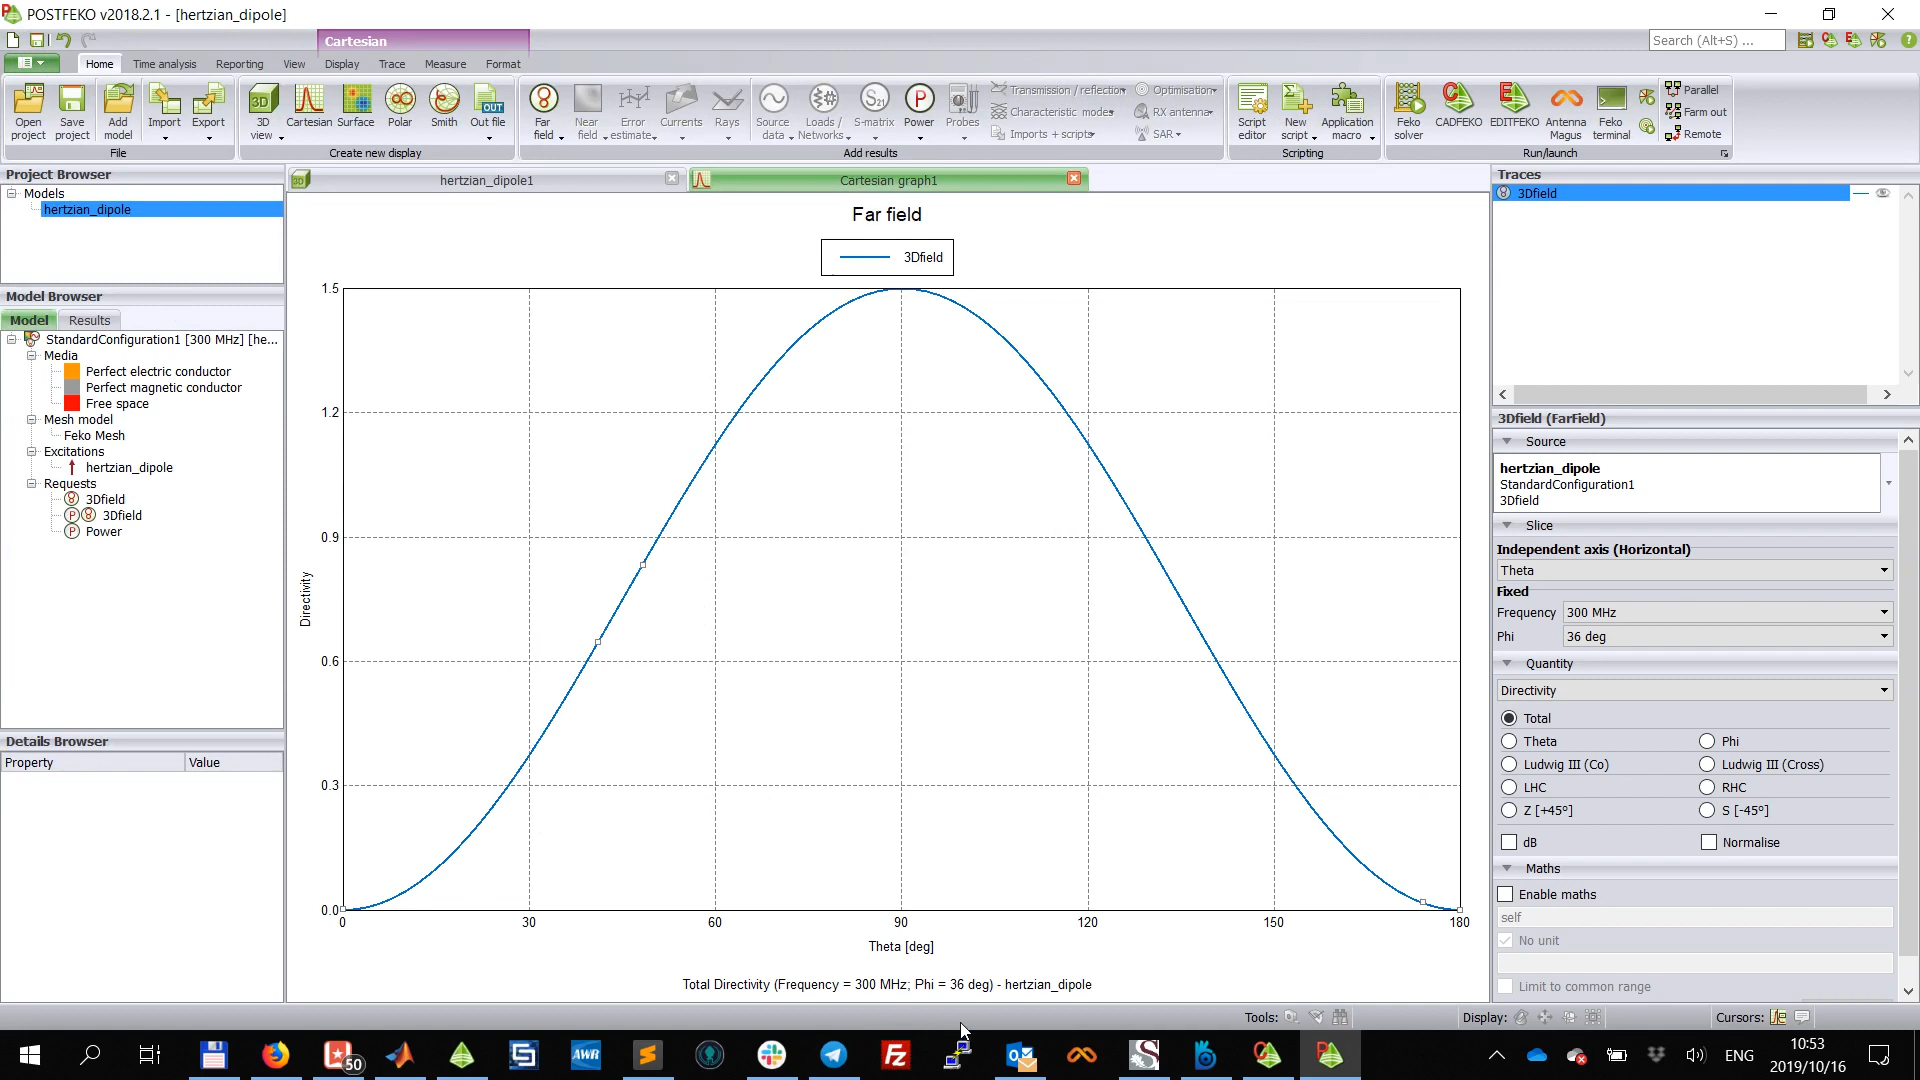 POSTFEKO v2018.2.1 - [hertzian_dipole]
Cartesian
Search (Alt+S) ...
Home Time analysis Reporting View Display Trace Measure Format
Open project
Save project
Add model
Import
Export
3D view
Cartesian
Surface
Polar
Smith
OUT
Out file
Far field
Near field
Error estimate
Currents
Rays
Source data
Loads / Networks
S-matrix
Power
Probes
Transmission / reflection
Characteristic modes
Imports + scripts
Optimisation
RX antenna
SAR
Script editor
New script
Application macro
Feko solver
CADFEKO
EDITFEKO
Antenna Magus
Feko terminal
Parallel
Farm out
Remote
File
Create new display
Add results
Scripting
Run/launch
Project Browser
Models
hertzian_dipole
Model Browser
Model Results
StandardConfiguration1 [300 MHz] [he...
Media
Perfect electric conductor
Perfect magnetic conductor
Free space
Mesh model
Feko Mesh
Excitations
hertzian_dipole
Requests
3Dfield
3Dfield
Power
Details Browser
Property Value
hertzian_dipole1
Cartesian graph1
Far field
3Dfield
1.5
1.2
0.9
0.6
0.3
0.0
Directivity
0 30 60 90 120 150 180
Theta [deg]
Total Directivity (Frequency = 300 MHz; Phi = 36 deg) - hertzian_dipole
Traces
3Dfield
3Dfield (FarField)
Source
hertzian_dipole
StandardConfiguration1
3Dfield
Slice
Independent axis (Horizontal)
Theta
Fixed
Frequency 300 MHz
Phi 36 deg
Quantity
Directivity
Total
Theta Phi
Ludwig III (Co) Ludwig III (Cross)
LHC RHC
Z [+45º] S [-45º]
dB Normalise
Maths
Enable maths
self
No unit
Limit to common range
Tools: Display: Cursors:
50
AWR
ENG
10:53
2019/10/16